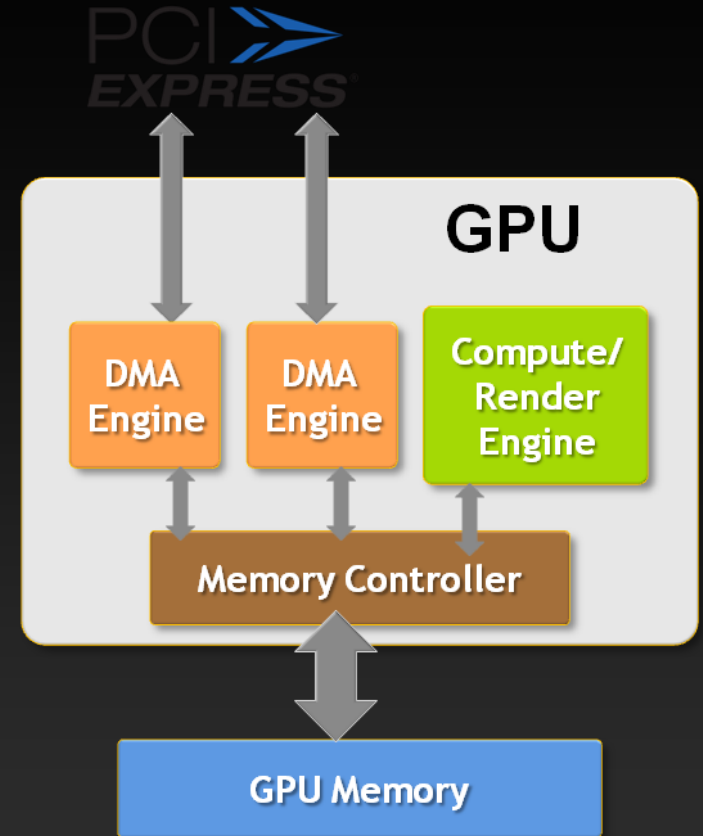 PCI
EXPRESS®
GPU
DMA
Engine
DMA
Engine
Compute/
Render
Engine
Memory Controller
GPU Memory